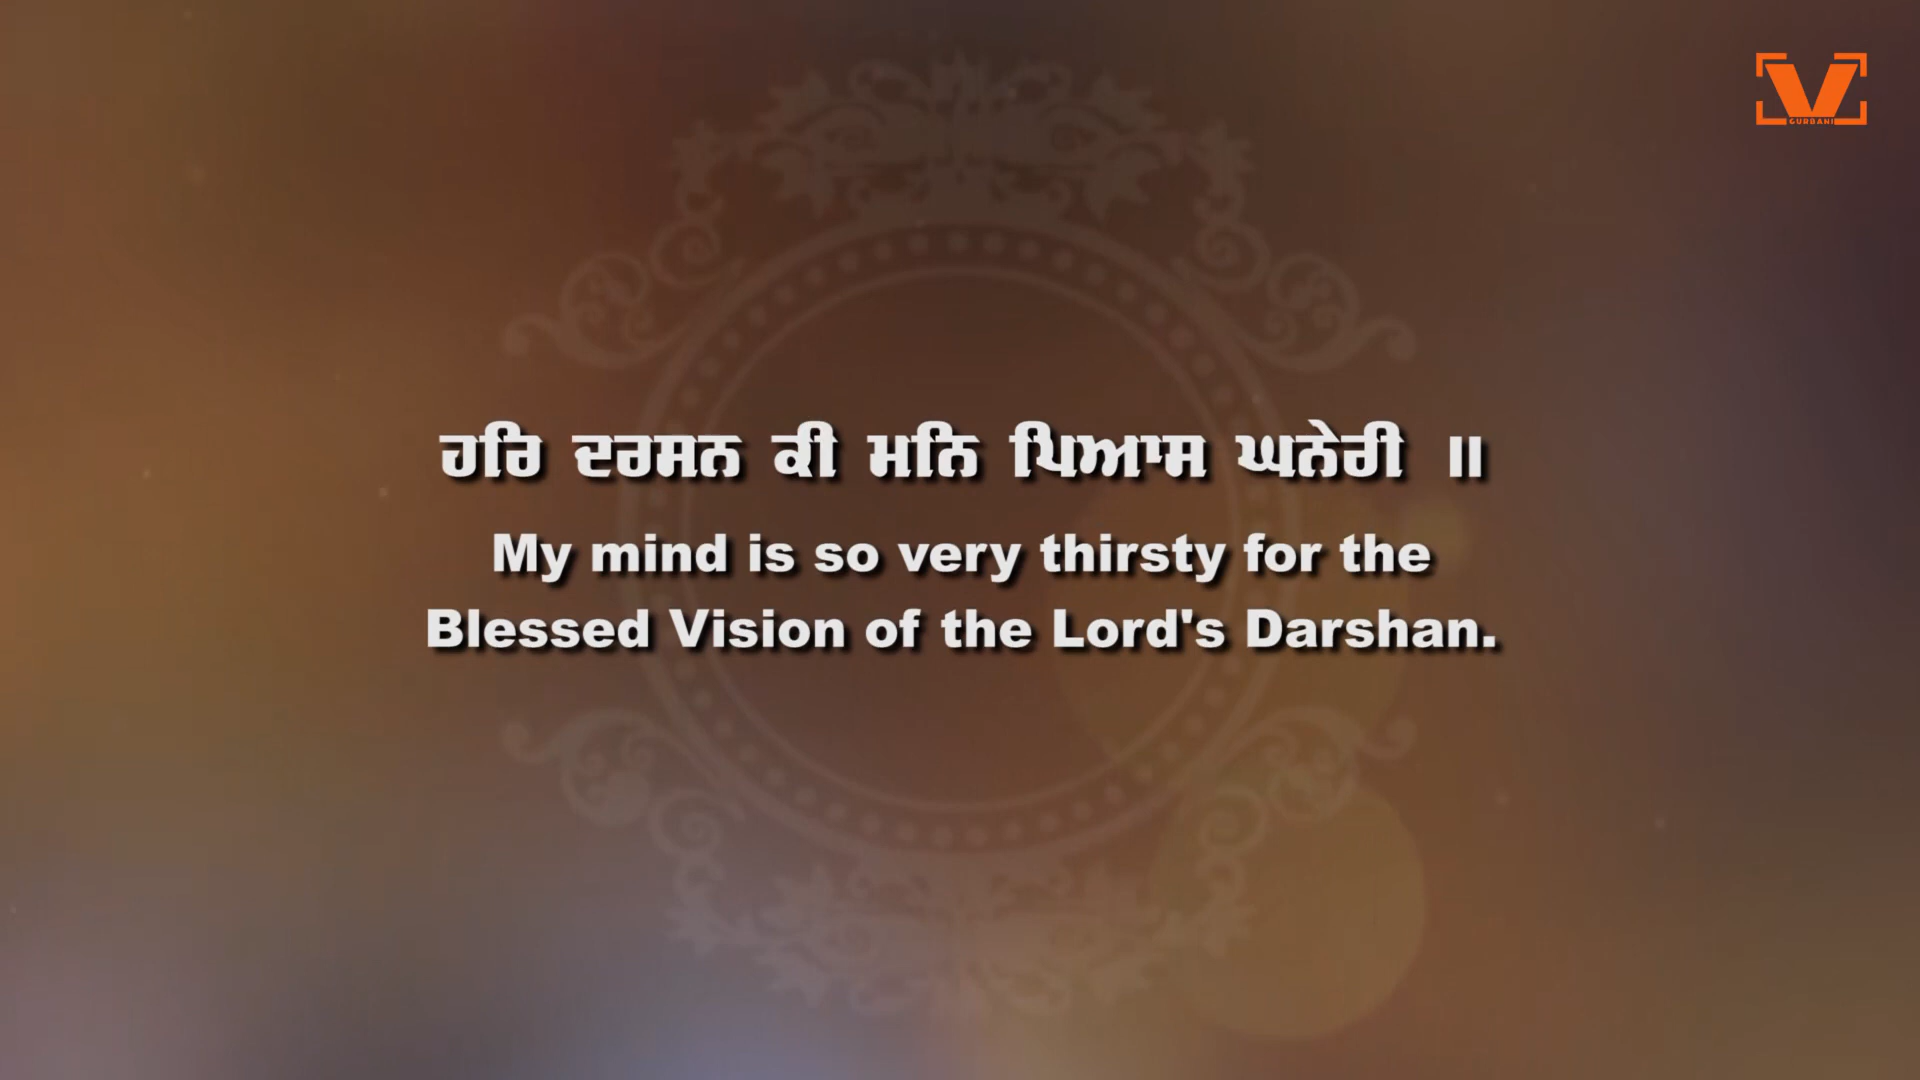 GURBANI
ਹਰਿ ਦਰਸਨ ਕੀ ਮਨਿ ਪਿਆਸ ਘਨੇਰੀ ॥
My mind is so very thirsty for the
Blessed Vision of the Lord's Darshan.